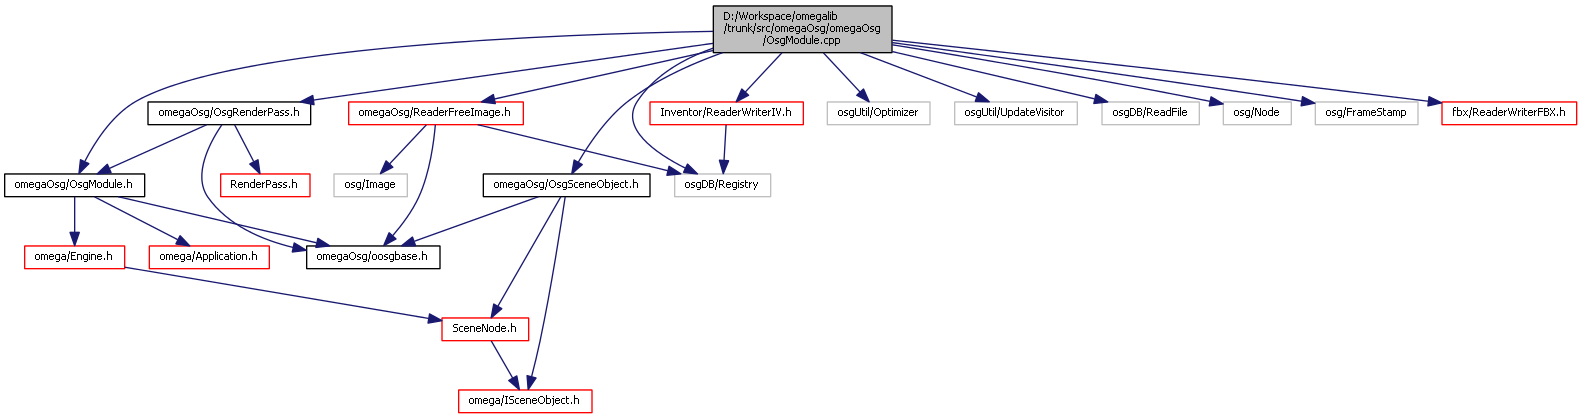 D:/Workspace/omegalib
/trunk/src/omegaOsg/omegaOsg
/OsgModule.cpp
omegaOsg/OsgRenderPass.h
omegaOsg/ReaderFreeImage.h
Inventor/ReaderWriterIV.h
osgUtil/Optimizer
osgUtil/UpdateVisitor
osgDB/ReadFile
osg/Node
osg/FrameStamp
fbx/ReaderWriterFBX.h
omegaOsg/OsgModule.h
RenderPass.h
osg/Image
omegaOsg/OsgSceneObject.h
osgDB/Registry
omega/Engine.h
omega/Application.h
omegaOsg/oosgbase.h
SceneNode.h
omega/ISceneObject.h